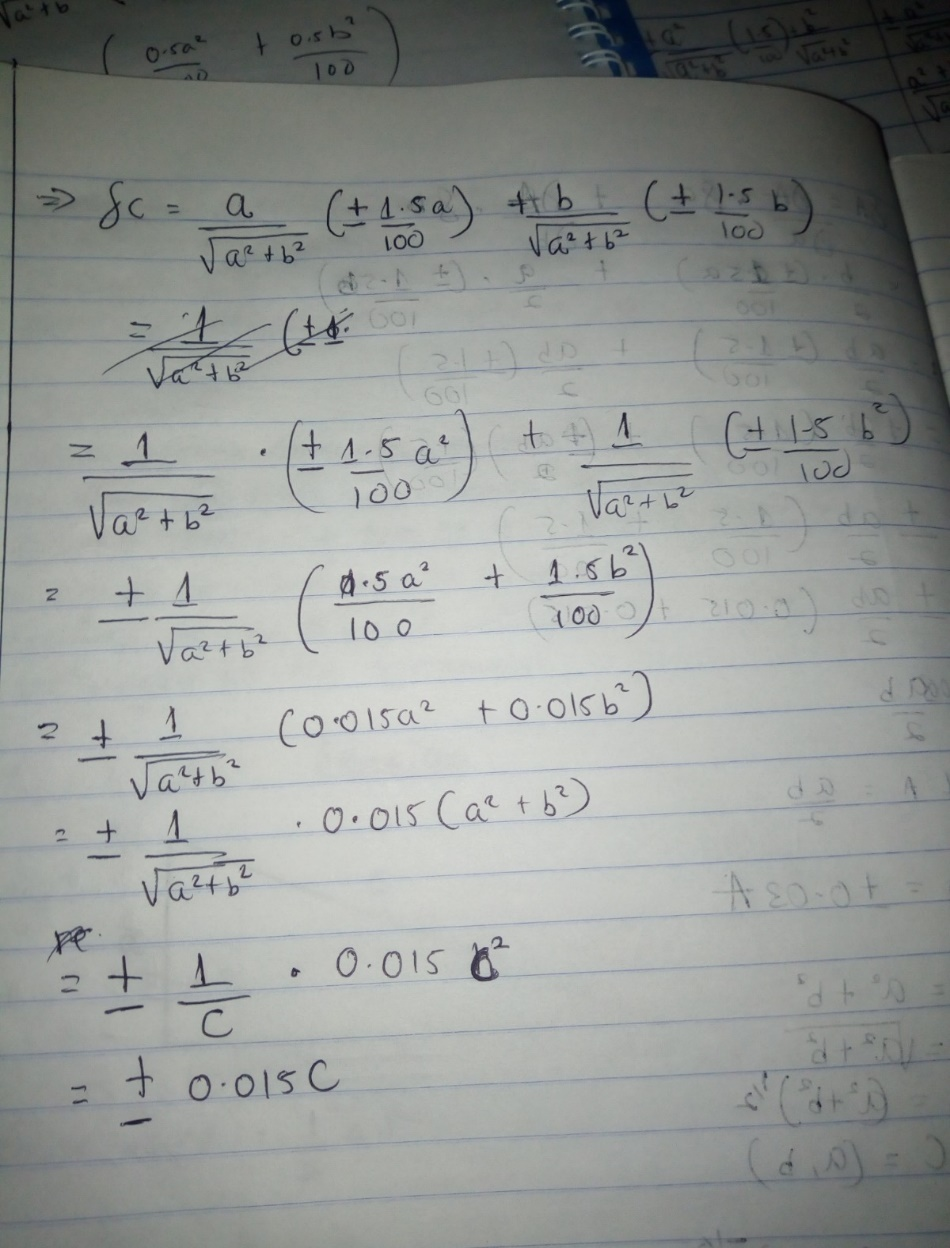 √a²+b
(0.5a²/100 + 0.5b²/100)
⇒ δc = a/√(a²+b²) (± 1.5a/100) + b/√(a²+b²) (± 1.5/100 b)
= 1/√(a²+b²) (± 1.
= 1/√(a²+b²) · (± 1.5a²/100) + 1/√(a²+b²) (± 1.5b²/100)
= ± 1/√(a²+b²) (1.5a²/100 + 1.5b²/100)
= ± 1/√(a²+b²) (0.015a² + 0.015b²)
= ± 1/√(a²+b²) · 0.015(a²+b²)
= ± 1/C · 0.015 C²
= ± 0.015C